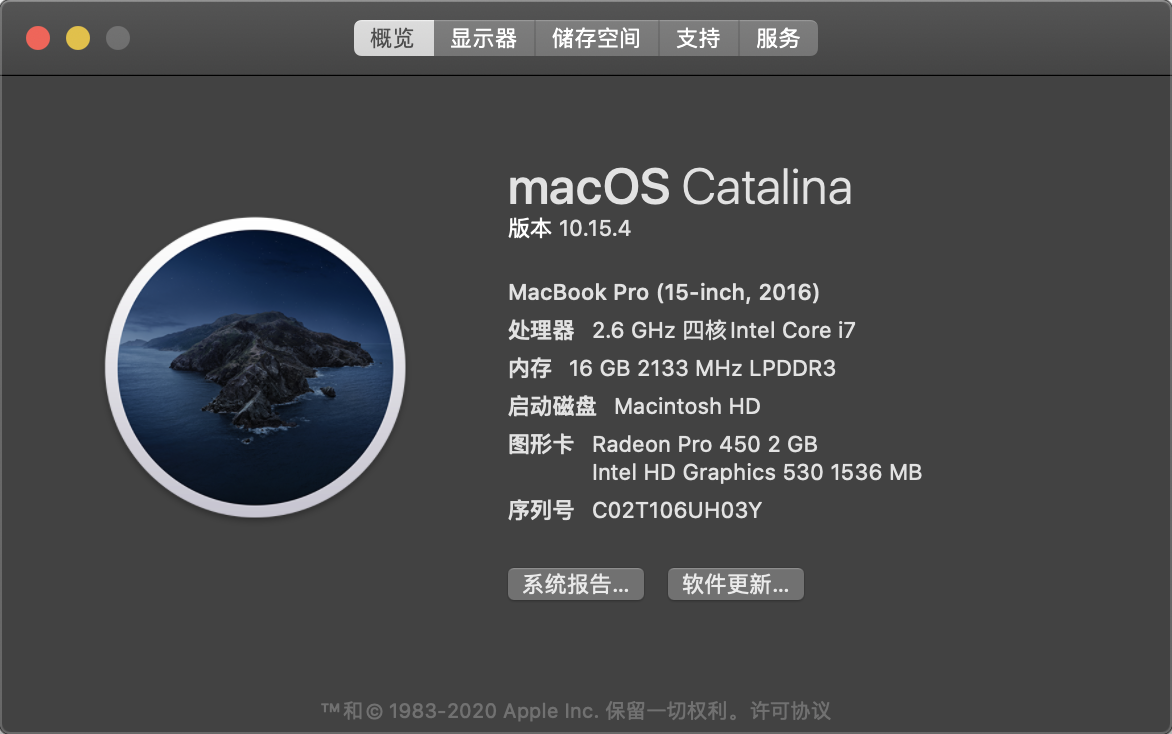 概览 显示器 储存空间 支持 服务
macOS Catalina
版本 10.15.4
MacBook Pro (15-inch, 2016)
处理器 2.6 GHz 四核Intel Core i7
内存 16 GB 2133 MHz LPDDR3
启动磁盘 Macintosh HD
图形卡 Radeon Pro 450 2 GB
Intel HD Graphics 530 1536 MB
序列号 C02T106UH03Y
系统报告... 软件更新...
™和© 1983-2020 Apple Inc. 保留一切权利。许可协议